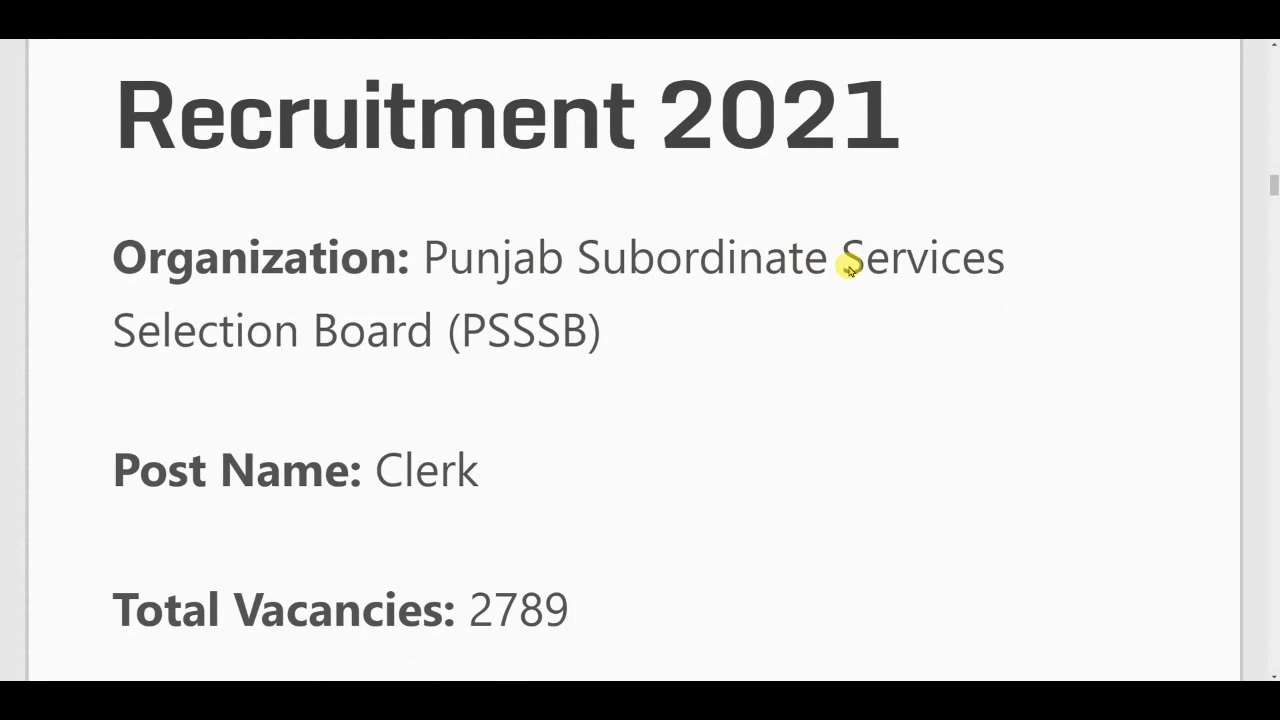 Recruitment 2021
Organization: Punjab Subordinate Services
Selection Board (PSSSB)
Post Name: Clerk
Total Vacancies: 2789